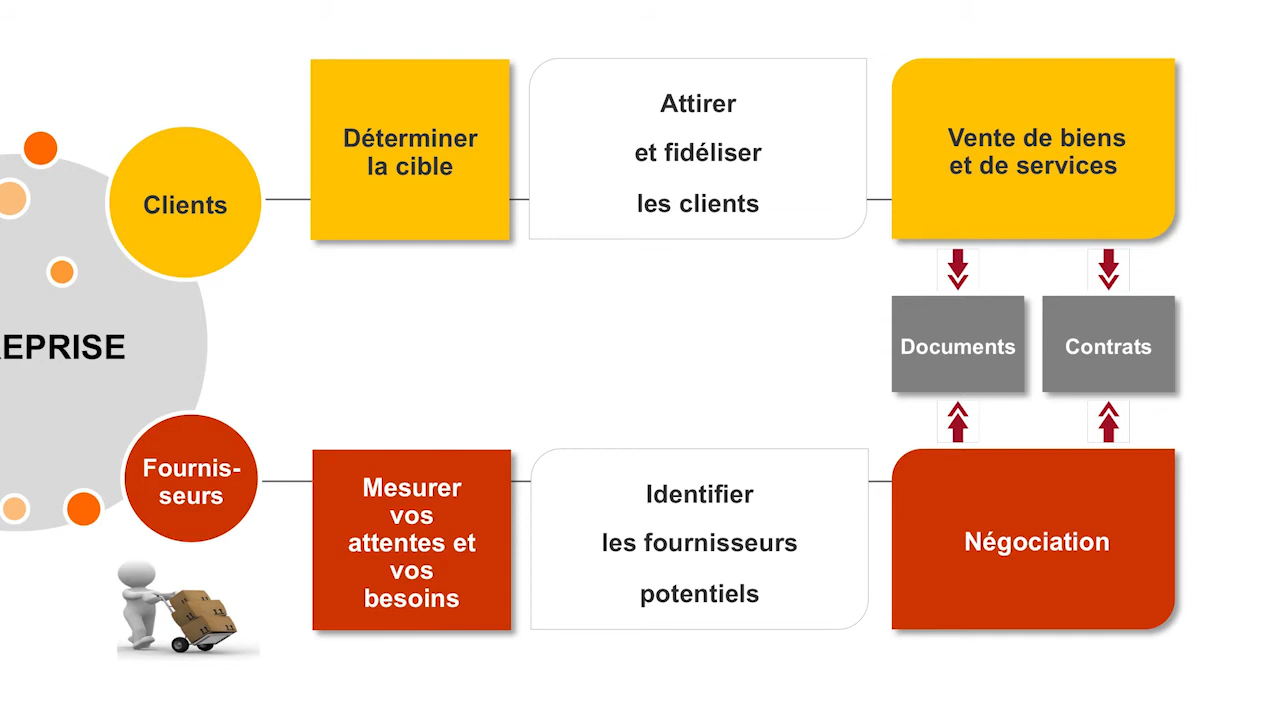 Déterminer
la cible
Attirer
et fidéliser
les clients
Vente de biens
et de services
Clients
Documents
Contrats
EPRISE
Fournis-
seurs
Mesurer
vos
attentes et
vos
besoins
Identifier
les fournisseurs
potentiels
Négociation